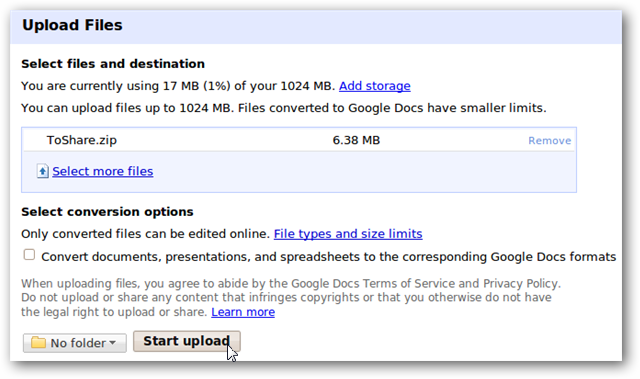 Upload Files
Select files and destination
You are currently using 17 MB (1%) of your 1024 MB. Add storage
You can upload files up to 1024 MB. Files converted to Google Docs have smaller limits.
ToShare.zip 6.38 MB Remove
Select more files
Select conversion options
Only converted files can be edited online. File types and size limits
Convert documents, presentations, and spreadsheets to the corresponding Google Docs formats
When uploading files, you agree to abide by the Google Docs Terms of Service and Privacy Policy.
Do not upload or share any content that infringes copyrights or that you otherwise do not have
the legal right to upload or share. Learn more
No folder Start upload